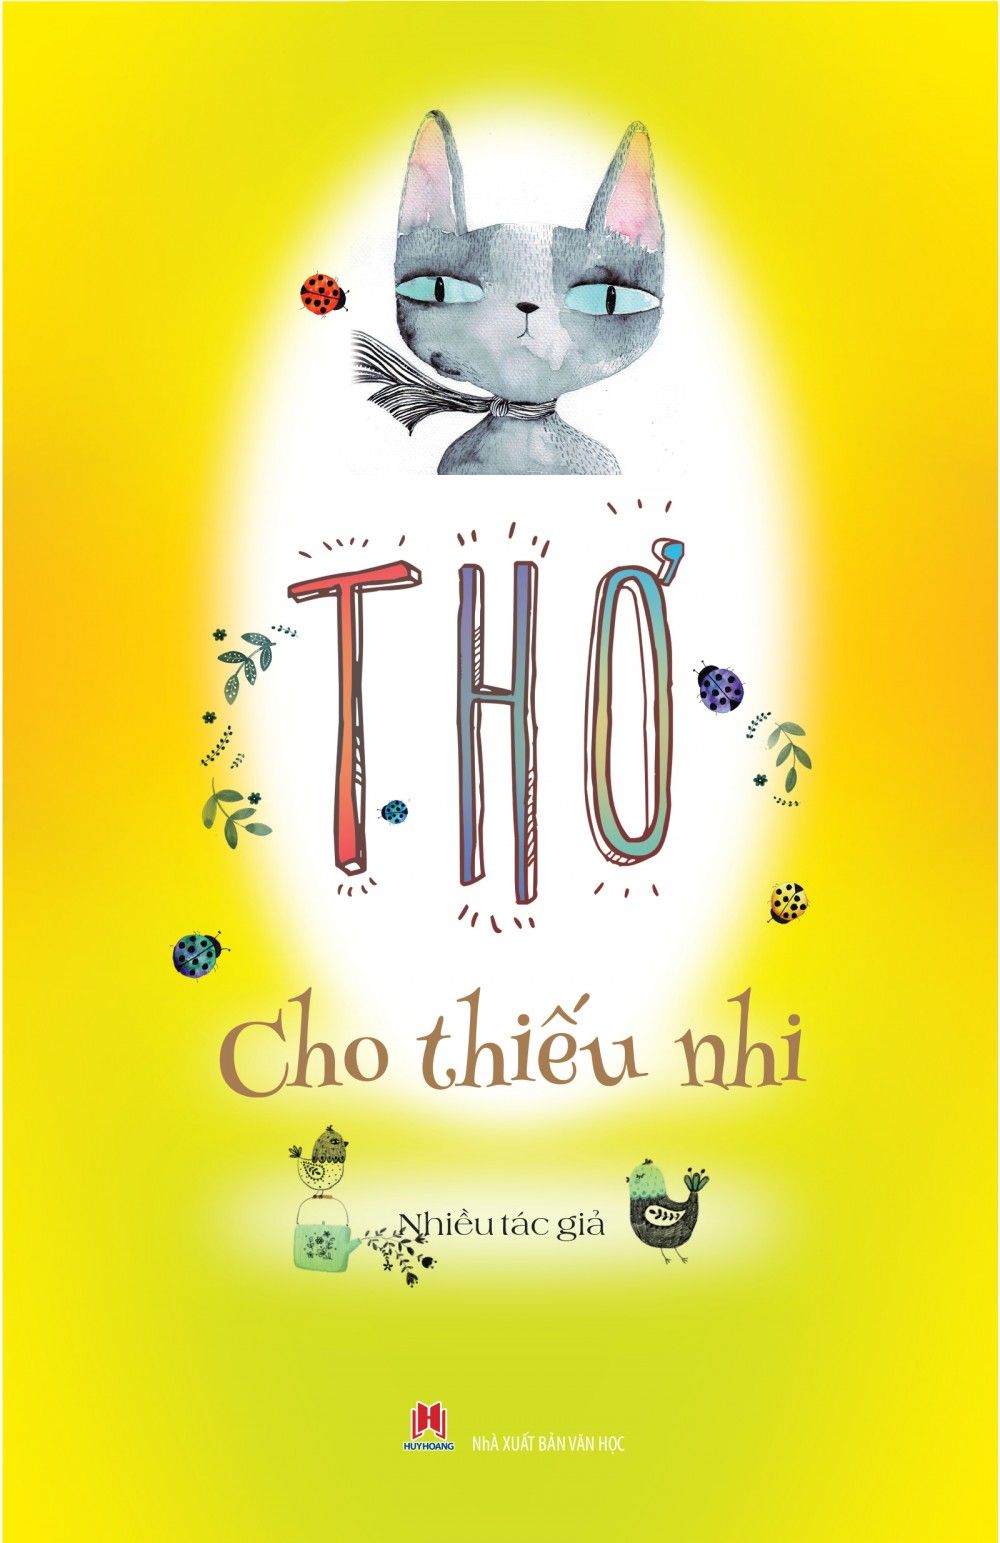 THƠ
Cho thiếu nhi
Nhiều tác giả
HUYHOANG
NhÀ XUẤT BẢN VĂN HỌC